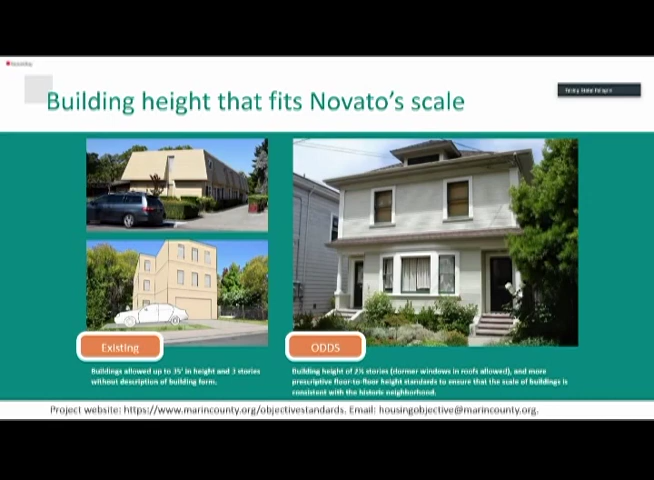 Recording
Building height that fits Novato's scale
Existing
Buildings allowed up to 35' in height and 3 stories
without description of building form.
ODDS
Building height of 2½ stories (dormer windows in roofs allowed), and more
prescriptive floor-to-floor height standards to ensure that the scale of buildings is
consistent with the historic neighborhood.
Project website: https://www.marincounty.org/objectivestandards. Email: housingobjective@marincounty.org.